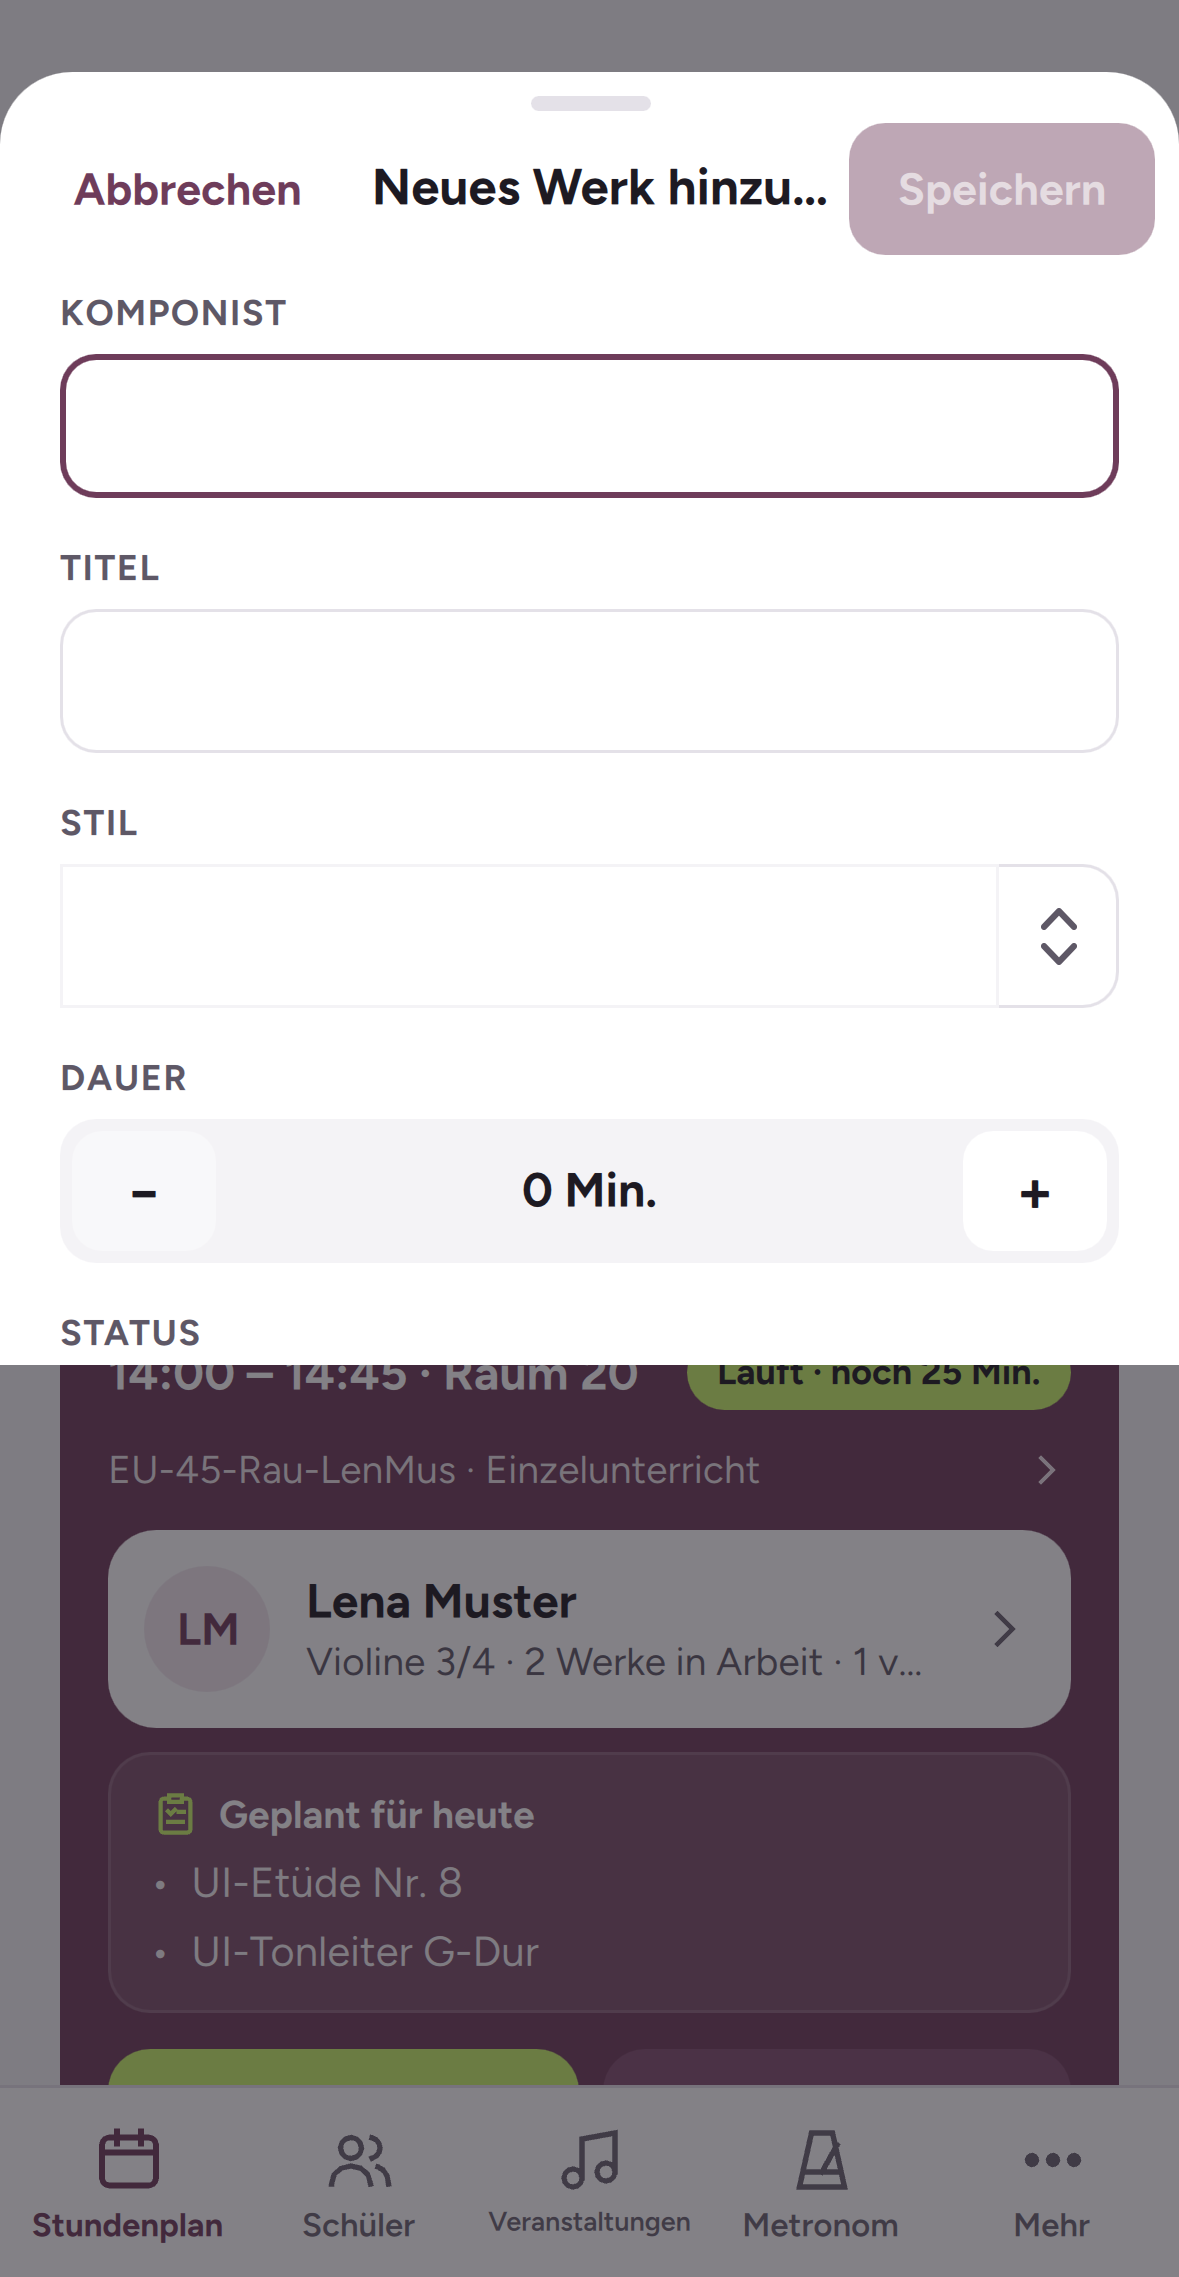 Abbrechen
Neues Werk hinzu...
Speichern
KOMPONIST
TITEL
STIL
DAUER
−
0 Min.
+
STATUS
14:00 – 14:45 · Raum 20
Läuft · noch 25 Min.
EU-45-Rau-LenMus · Einzelunterricht
LM
Lena Muster
Violine 3/4 · 2 Werke in Arbeit · 1 v...
Geplant für heute
• UI-Etüde Nr. 8
• UI-Tonleiter G-Dur
Stundenplan
Schüler
Veranstaltungen
Metronom
Mehr